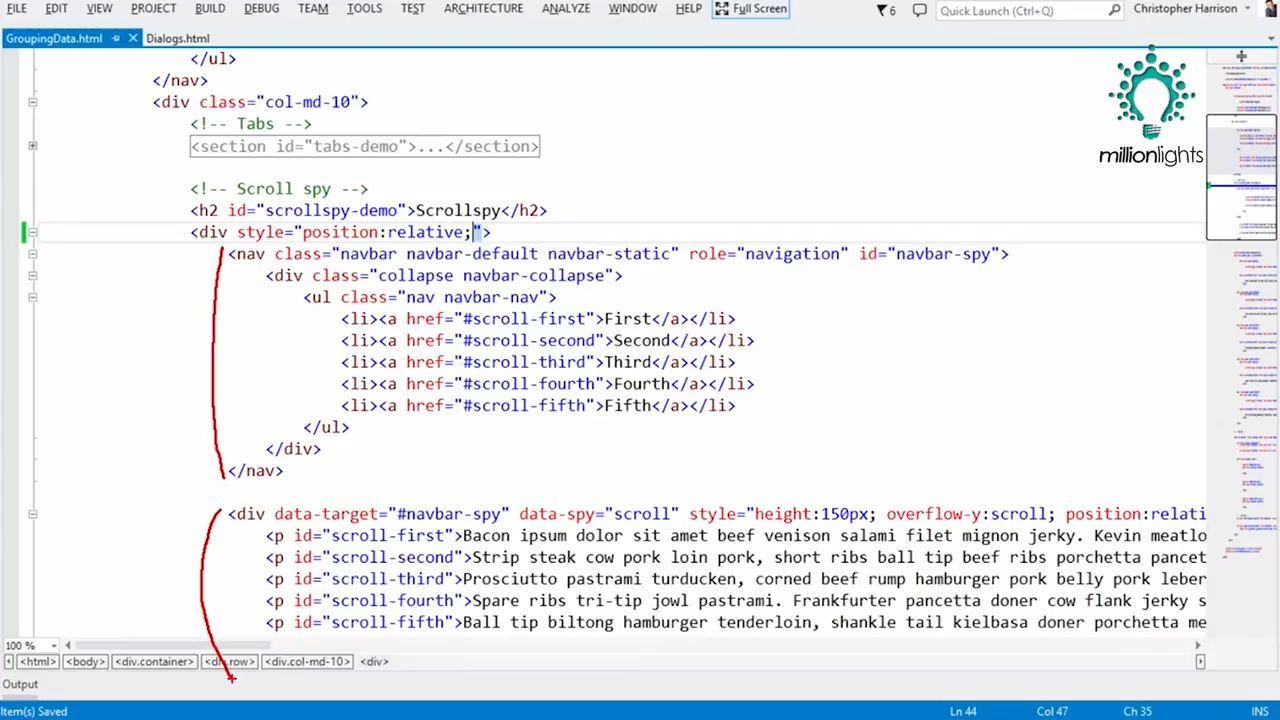 FILE EDIT VIEW PROJECT BUILD DEBUG TEAM TOOLS TEST ARCHITECTURE ANALYZE WINDOW HELP Full Screen 6 Quick Launch (Ctrl+Q) Christopher Harrison
GroupingData.html Dialogs.html
</ul>
</nav>
<div class="col-md-10">
<!-- Tabs -->
<section id="tabs-demo">...</section>
<!-- Scroll spy -->
<h2 id="scrollspy-demo">Scrollspy</h2>
<div style="position:relative;">
<nav class="navbar navbar-default navbar-static" role="navigation" id="navbar-spy">
<div class="collapse navbar-collapse">
<ul class="nav navbar-nav">
<li><a href="#scroll-first">First</a></li>
<li><a href="#scroll-second">Second</a></li>
<li><a href="#scroll-third">Third</a></li>
<li><a href="#scroll-fourth">Fourth</a></li>
<li><a href="#scroll-fifth">Fifth</a></li>
</ul>
</div>
</nav>
<div data-target="#navbar-spy" data-spy="scroll" style="height:150px; overflow-y:scroll; position:relati
<p id="scroll-first">Bacon ipsum dolor sit amet beef venison salami filet mignon jerky. Kevin meatlo
<p id="scroll-second">Strip steak cow pork loin pork, short ribs ball tip beef ribs porchetta pancet
<p id="scroll-third">Prosciutto pastrami turducken, corned beef rump hamburger pork belly pork leber
<p id="scroll-fourth">Spare ribs tri-tip jowl pastrami. Frankfurter pancetta doner cow flank jerky s
<p id="scroll-fifth">Ball tip biltong hamburger tenderloin, shankle tail kielbasa doner porchetta me
100 %
<html> <body> <div.container> <div.row> <div.col-md-10> <div>
Output
Item(s) Saved Ln 44 Col 47 Ch 35 INS
millionlights